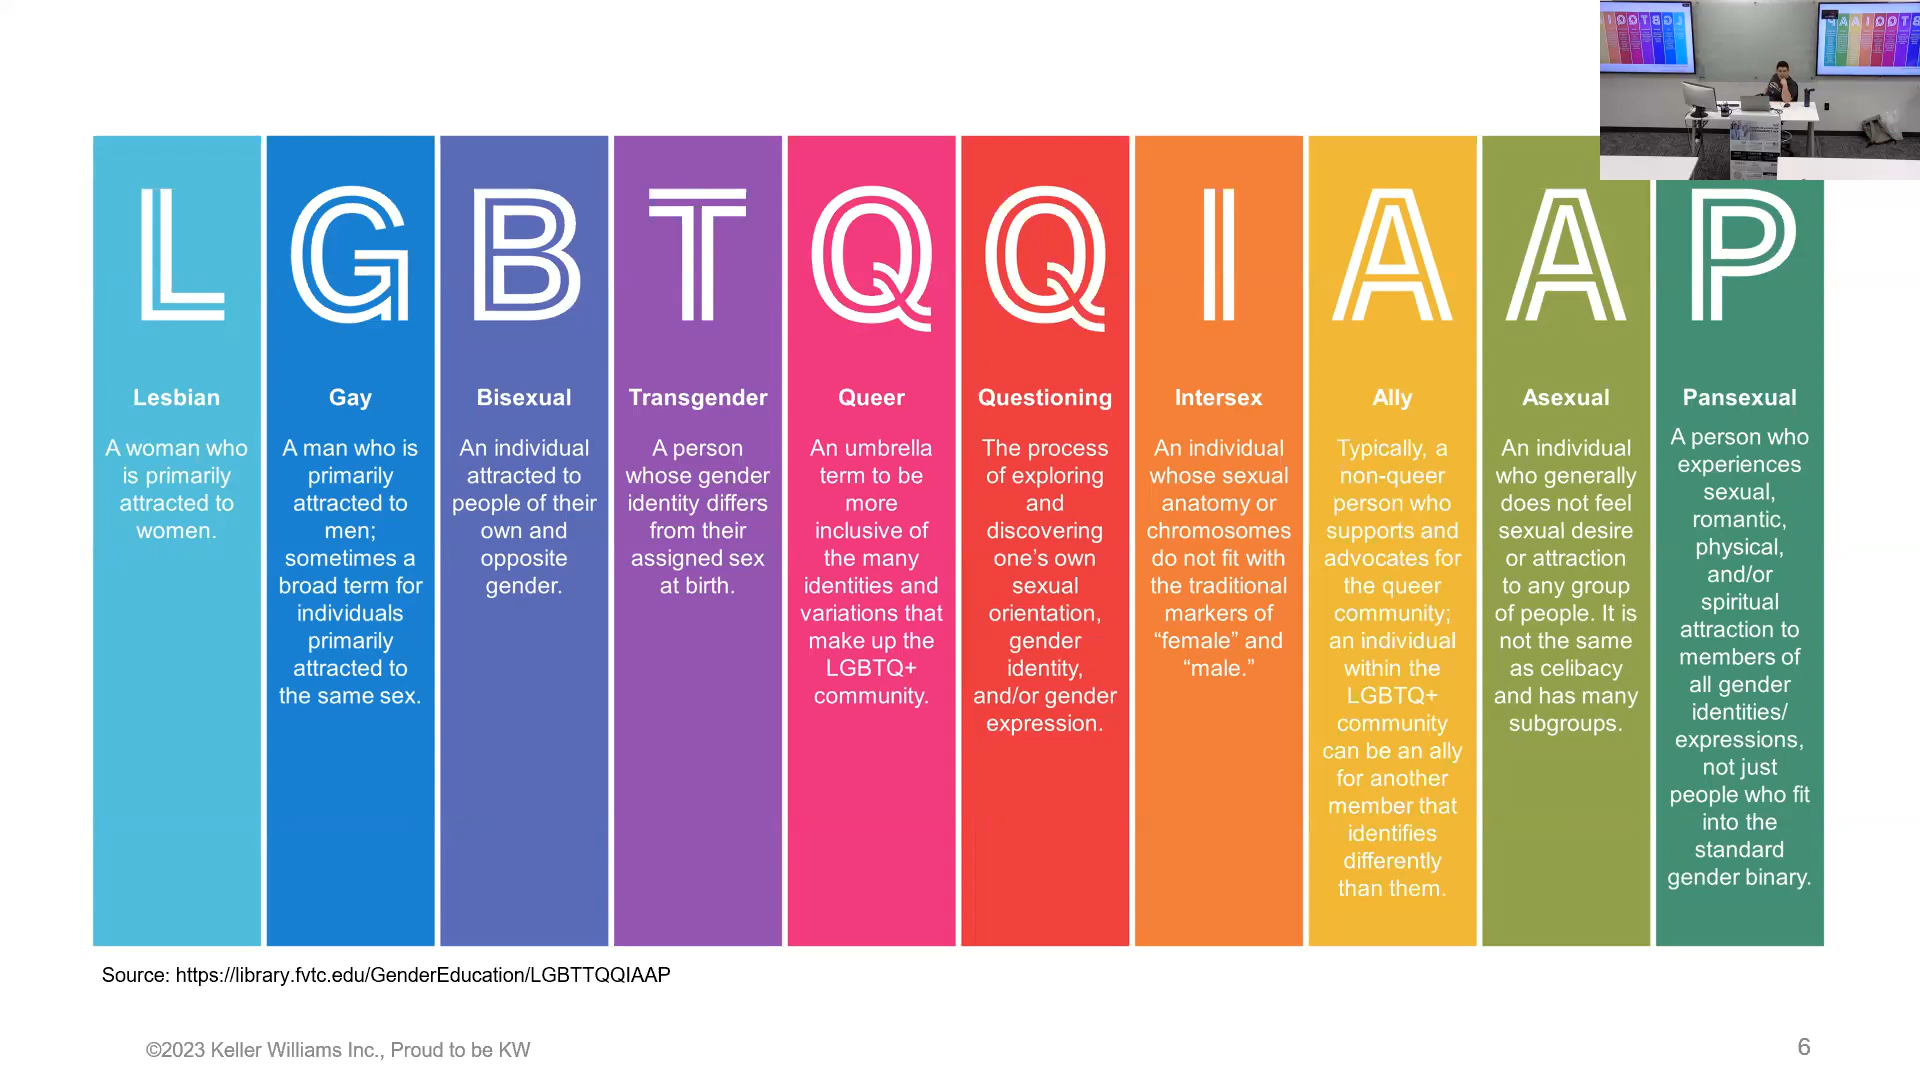 L
G
B
T
Q
Q
I
A
A
P
Lesbian
A woman who
is primarily
attracted to
women.
Gay
A man who is
primarily
attracted to
men;
sometimes a
broad term for
individuals
primarily
attracted to
the same sex.
Bisexual
An individual
attracted to
people of their
own and
opposite
gender.
Transgender
A person
whose gender
identity differs
from their
assigned sex
at birth.
Queer
An umbrella
term to be
more
inclusive of
the many
identities and
variations that
make up the
LGBTQ+
community.
Questioning
The process
of exploring
and
discovering
one’s own
sexual
orientation,
gender
identity,
and/or gender
expression.
Intersex
An individual
whose sexual
anatomy or
chromosomes
do not fit with
the traditional
markers of
“female” and
“male.”
Ally
Typically, a
non-queer
person who
supports and
advocates for
the queer
community;
an individual
within the
LGBTQ+
community
can be an ally
for another
member that
identifies
differently
than them.
Asexual
An individual
who generally
does not feel
sexual desire
or attraction
to any group
of people. It is
not the same
as celibacy
and has many
subgroups.
Pansexual
A person who
experiences
sexual,
romantic,
physical,
and/or
spiritual
attraction to
members of
all gender
identities/
expressions,
not just
people who fit
into the
standard
gender binary.
Source: https://library.fvtc.edu/GenderEducation/LGBTTQQIAAP
©2023 Keller Williams Inc., Proud to be KW
6